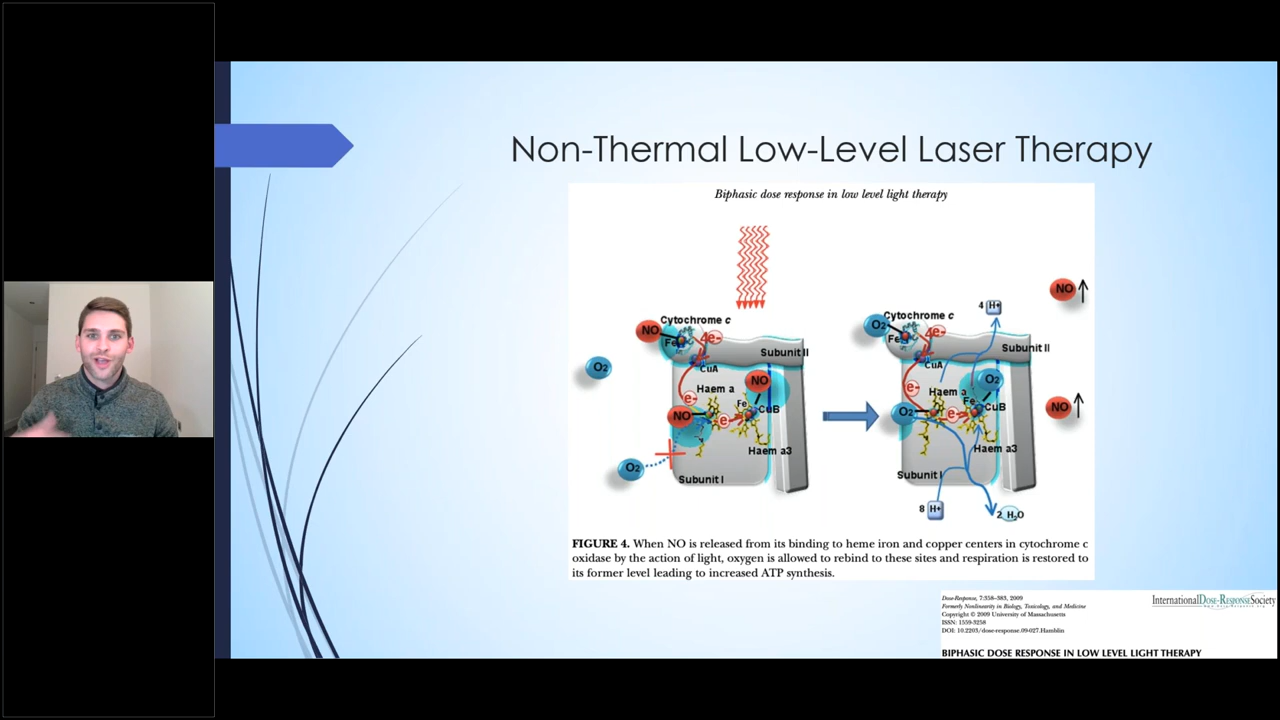 Non-Thermal Low-Level Laser Therapy
Biphasic dose response in low level light therapy
NO
Cytochrome c
Fe
4e-
CuA
Subunit II
O2
Haem a
NO
e-
NO
Fe
CuB
e-
Haem a3
O2
Subunit I
4 H+
NO
O2
Cytochrome c
Fe
4e-
CuA
Subunit II
e-
Haem a
O2
Fe
O2
e-
CuB
NO
Haem a3
Subunit I
8 H+
2 H2O
FIGURE 4. When NO is released from its binding to heme iron and copper centers in cytochrome c
oxidase by the action of light, oxygen is allowed to rebind to these sites and respiration is restored to
its former level leading to increased ATP synthesis.
Dose-Response, 7:358–383, 2009
Formerly Nonlinearity in Biology, Toxicology, and Medicine
Copyright © 2009 University of Massachusetts
ISSN: 1559-3258
DOI: 10.2203/dose-response.09-027.Hamblin
InternationalDose-ResponseSociety
BIPHASIC DOSE RESPONSE IN LOW LEVEL LIGHT THERAPY